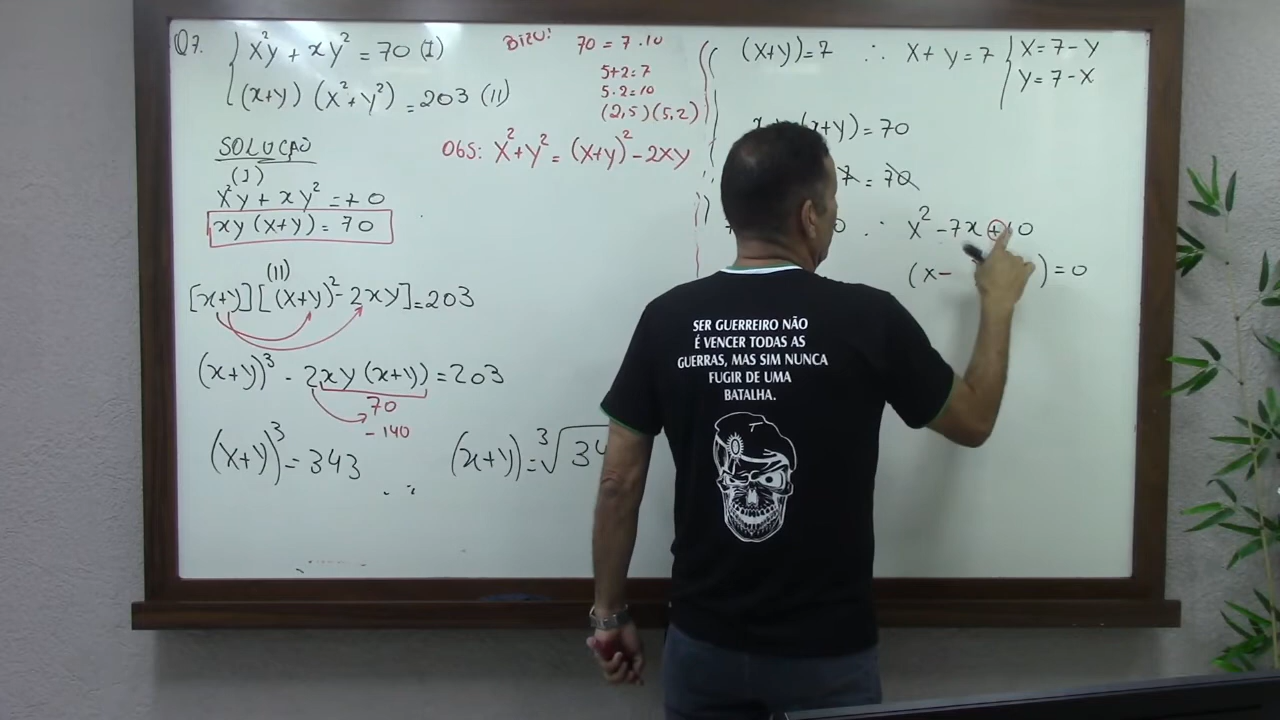 Q7.
x²y + xy² = 70 (I)
(x+y) (x²+y²) = 203 (II)
BIZU! 70 = 7.10
5+2=7
5.2=10
(2,5)(5,2)
OBS: x²+y² = (x+y)² - 2xy
SOLUÇÃO
(I)
x²y + xy² = 70
xy(x+y) = 70
(II)
[x+y][(x+y)² - 2xy] = 203
(x+y)³ - 2xy(x+y) = 203
70
- 140
(x+y)³ = 343 ∴ (x+y) = ³√34
(x+y) = 7 ∴ x + y = 7
x = 7 - y
y = 7 - x
(x+y) = 70
7 = 70
0 ∴ x² - 7x + 10
(x- ) = 0
SER GUERREIRO NÃO
É VENCER TODAS AS
GUERRAS, MAS SIM NUNCA
FUGIR DE UMA
BATALHA.